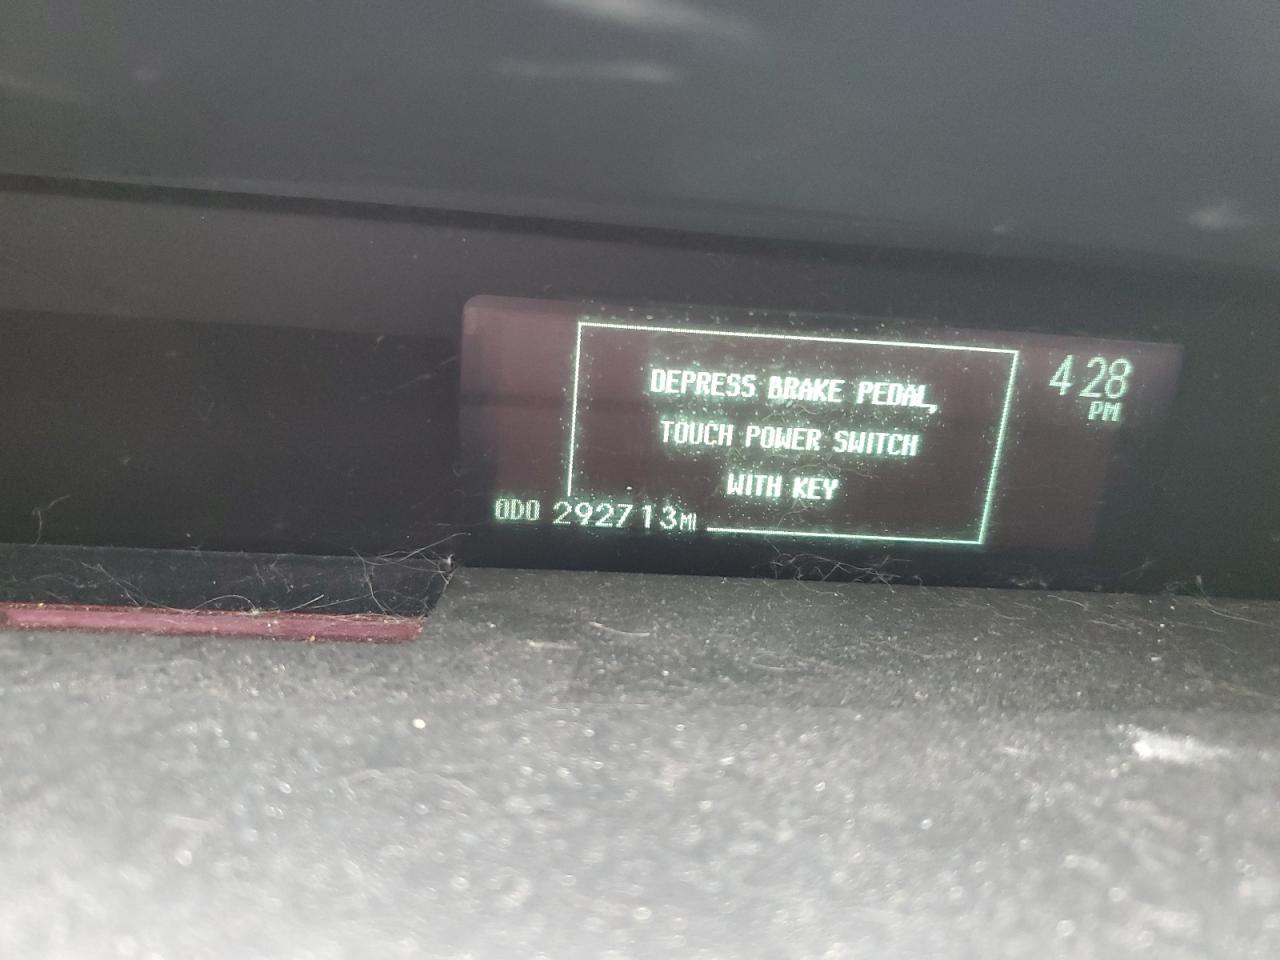 DEPRESS BRAKE PEDAL,
TOUCH POWER SWITCH
WITH KEY
4 28
PM
ODO 292713 MI